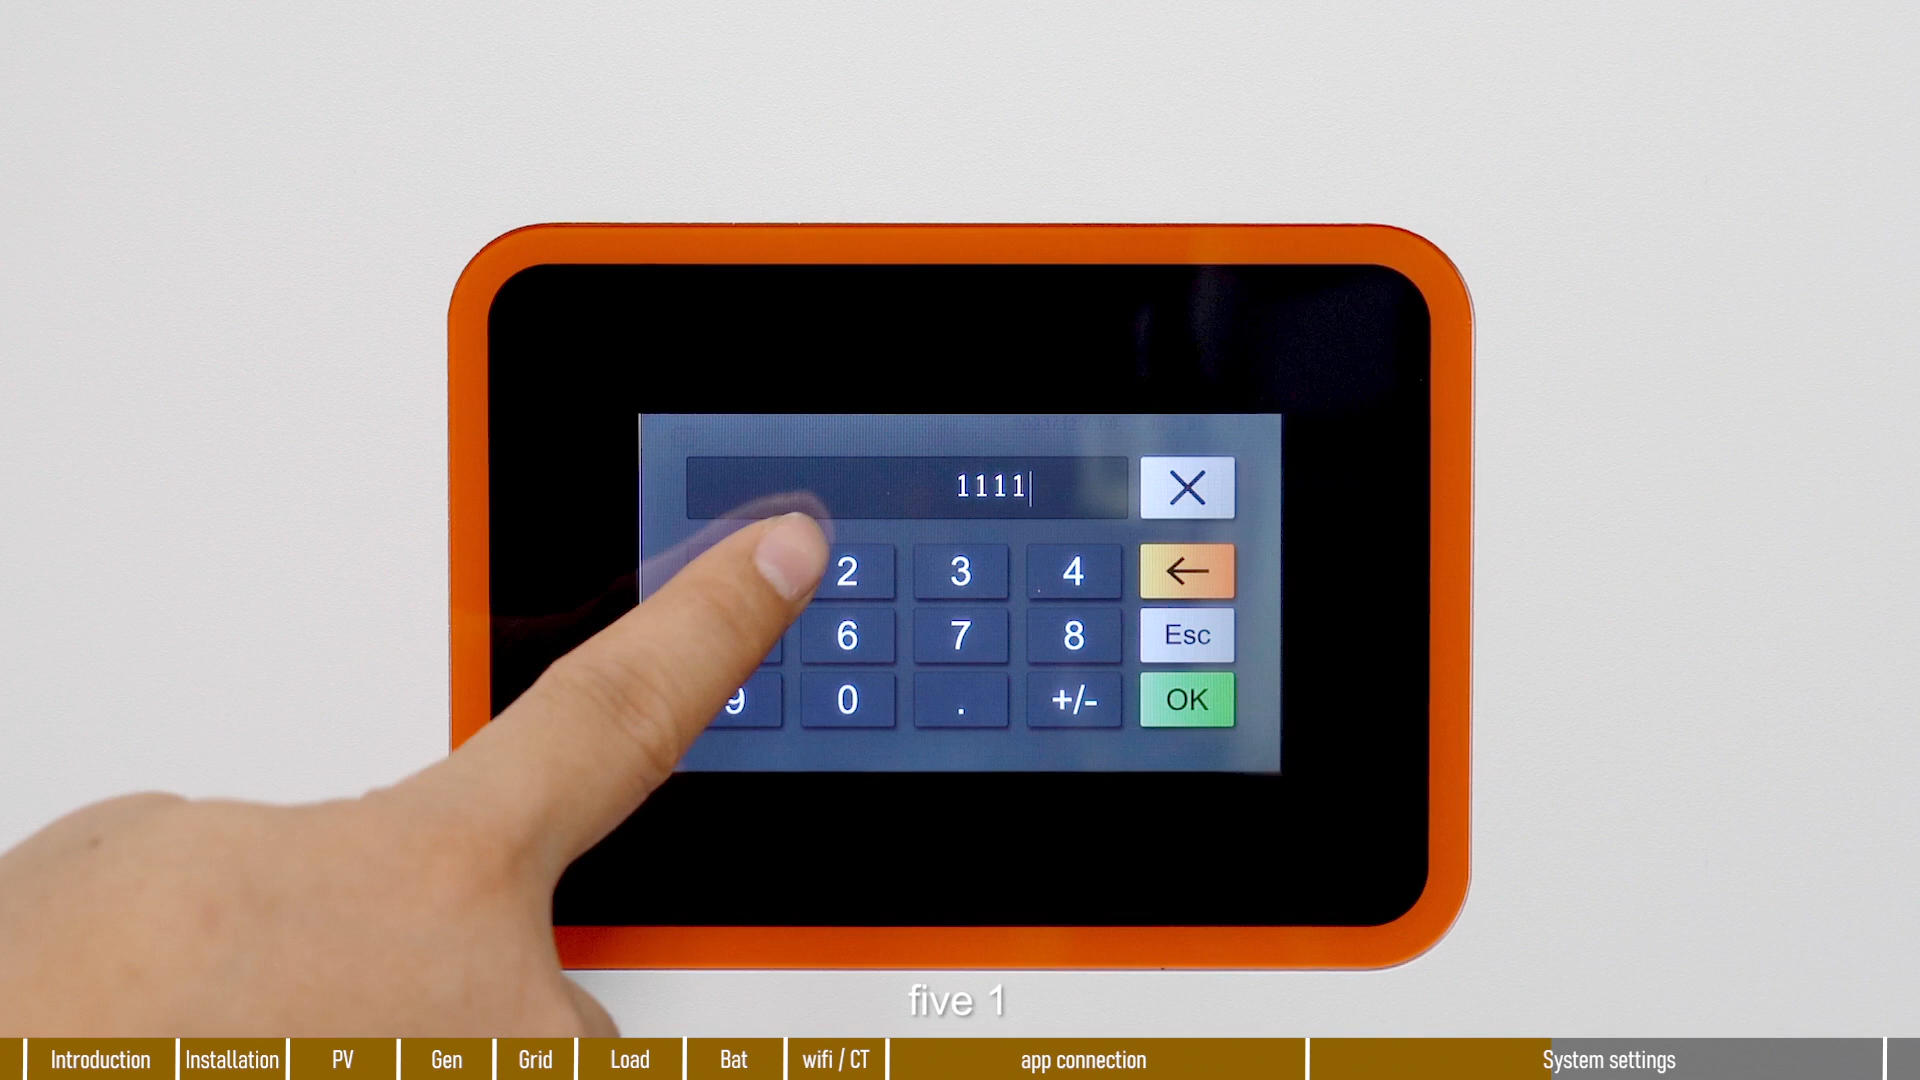 1111
2 3 4
6 7 8 Esc
9 0 . +/- OK
five 1
Introduction Installation PV Gen Grid Load Bat wifi / CT app connection System settings